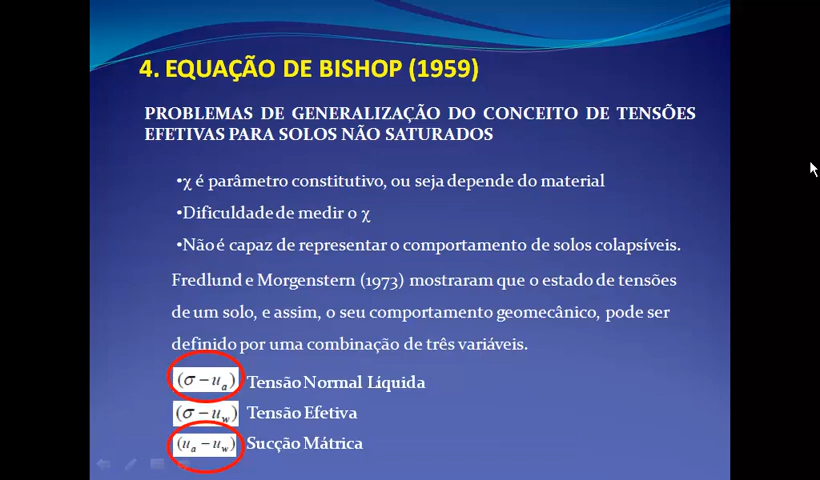 4. EQUAÇÃO DE BISHOP (1959)
PROBLEMAS DE GENERALIZAÇÃO DO CONCEITO DE TENSÕES
EFETIVAS PARA SOLOS NÃO SATURADOS
•χ é parâmetro constitutivo, ou seja depende do material
•Dificuldade de medir o χ
•Não é capaz de representar o comportamento de solos colapsíveis.
Fredlund e Morgenstern (1973) mostraram que o estado de tensões
de um solo, e assim, o seu comportamento geomecânico, pode ser
definido por uma combinação de três variáveis.
(σ − uₐ) Tensão Normal Líquida
(σ − u_w) Tensão Efetiva
(uₐ − u_w) Sucção Mátrica